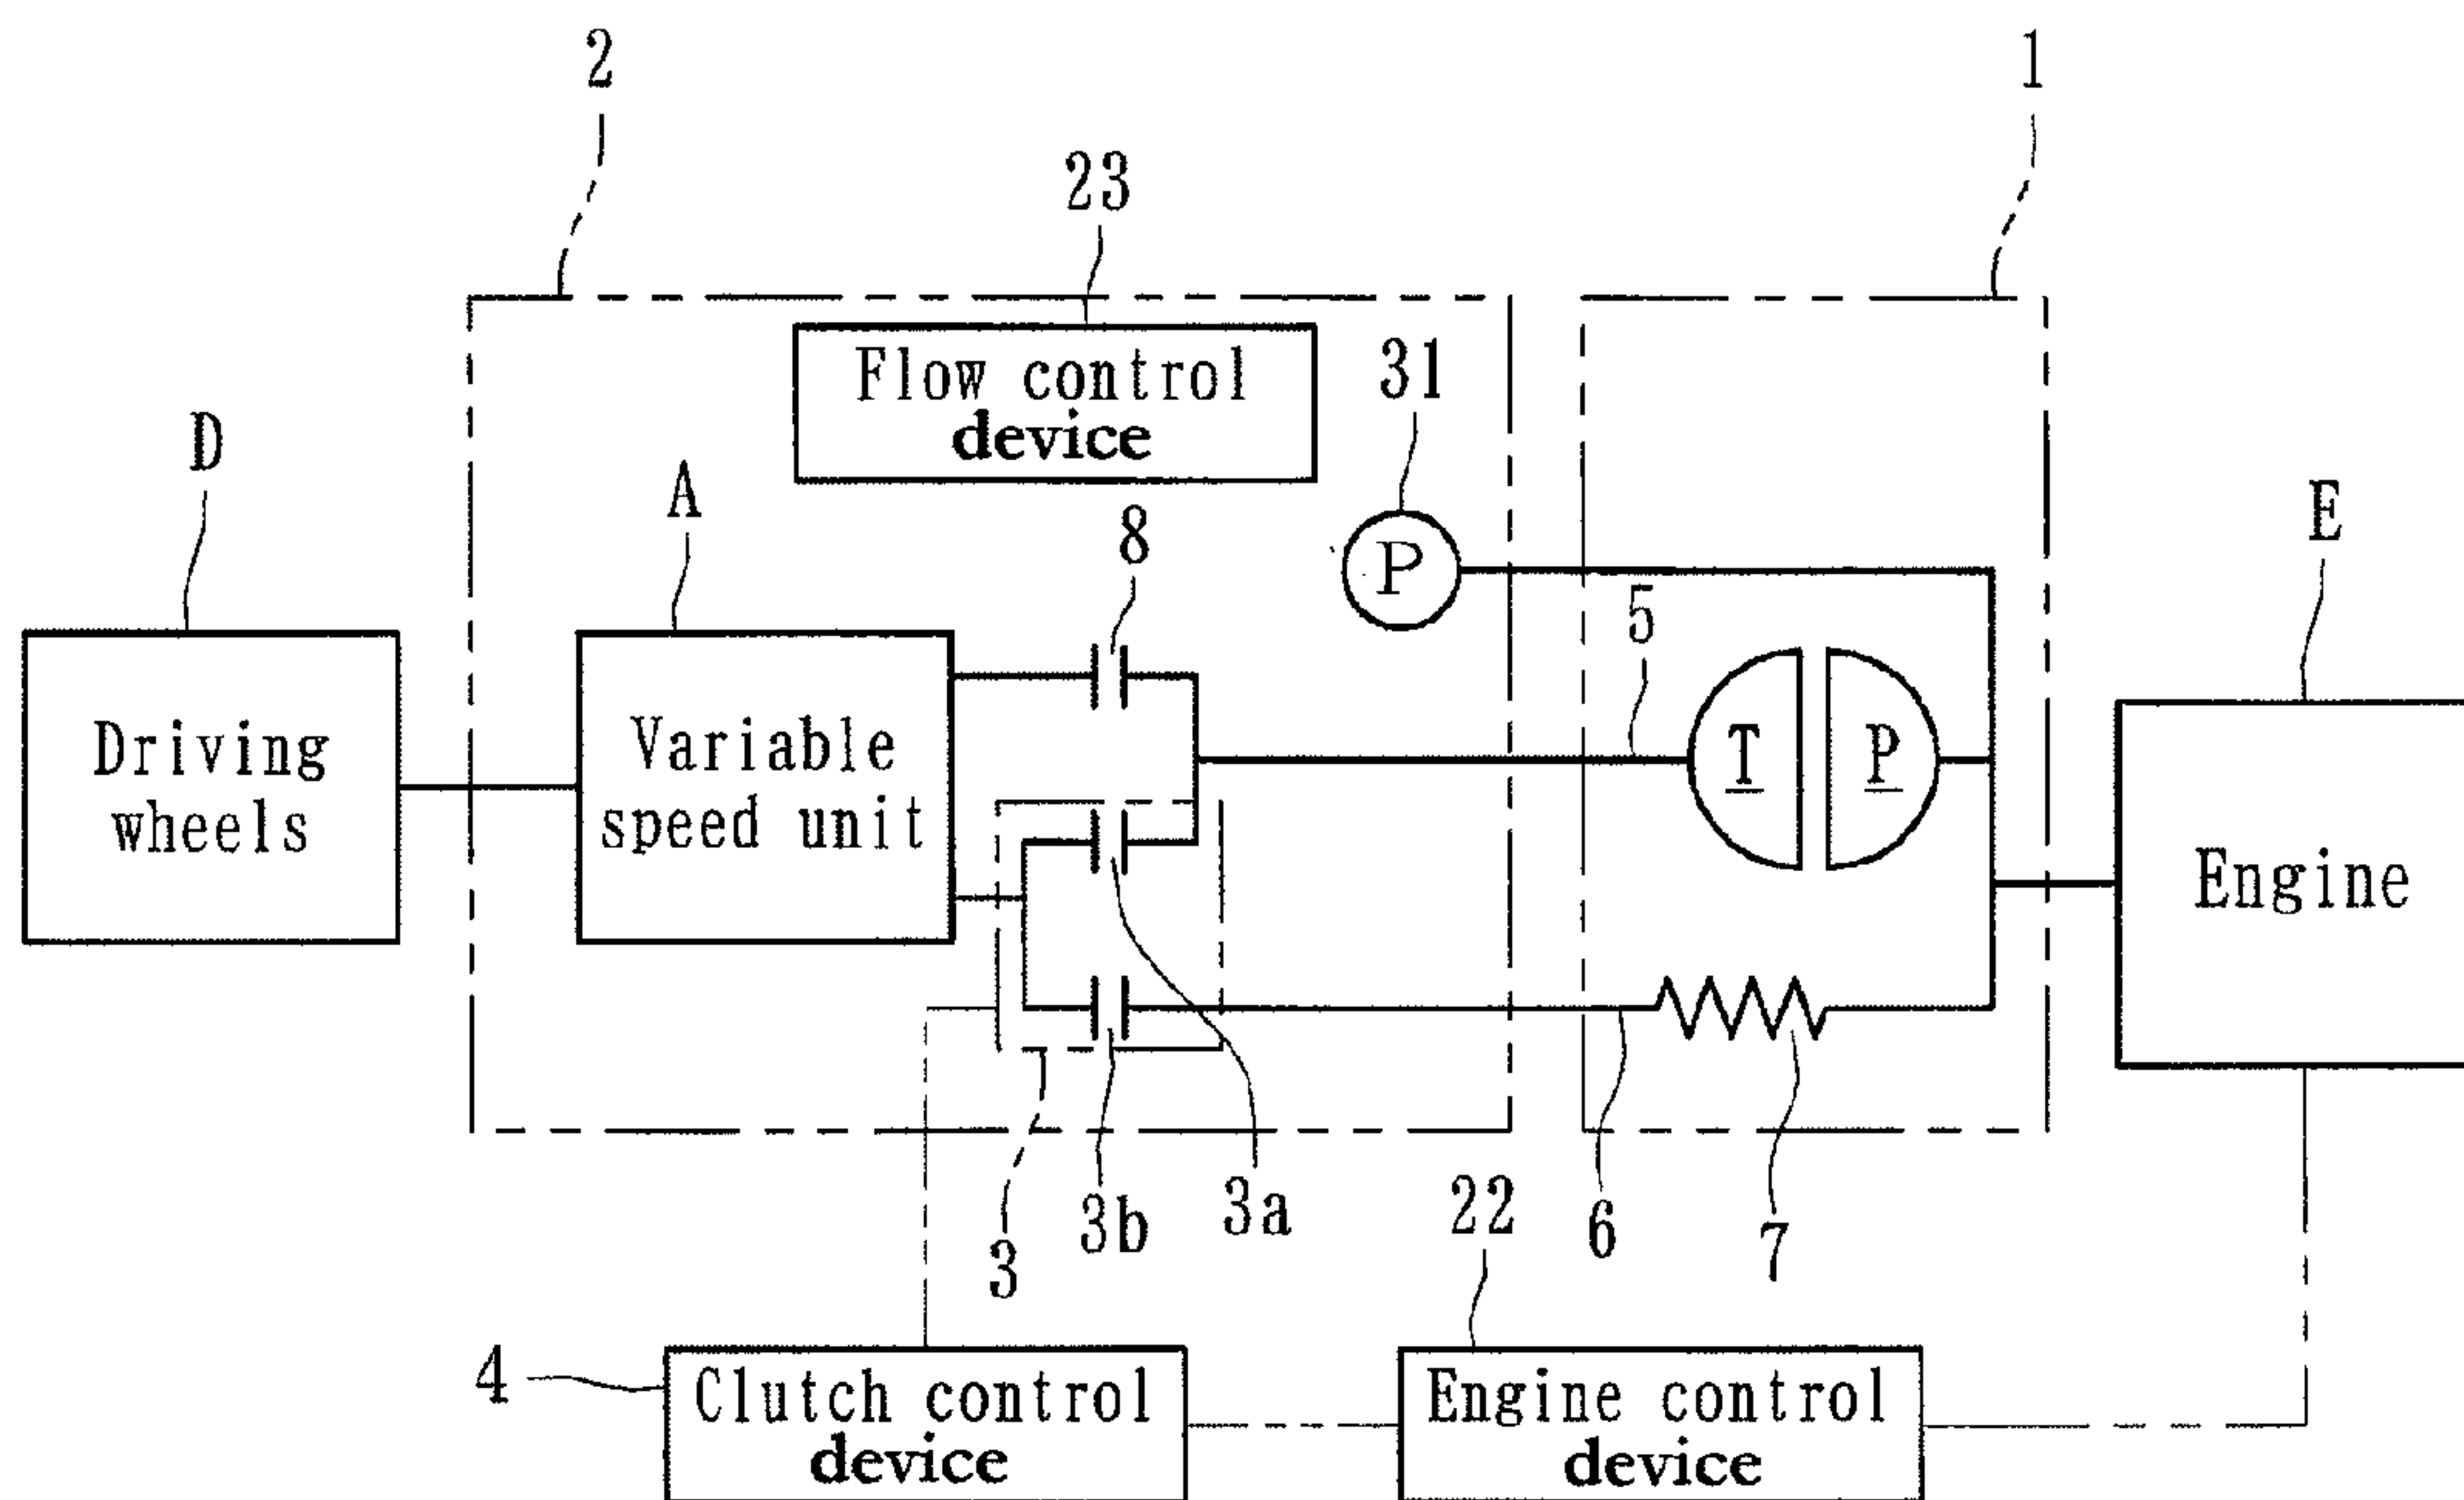 2
1
23
Flow control
device
31
D
A
8
E
P
5
Driving
wheels
Variable
speed unit
T
P
Engine
3b
3a
22
6
7
3
4
Clutch control
device
Engine control
device